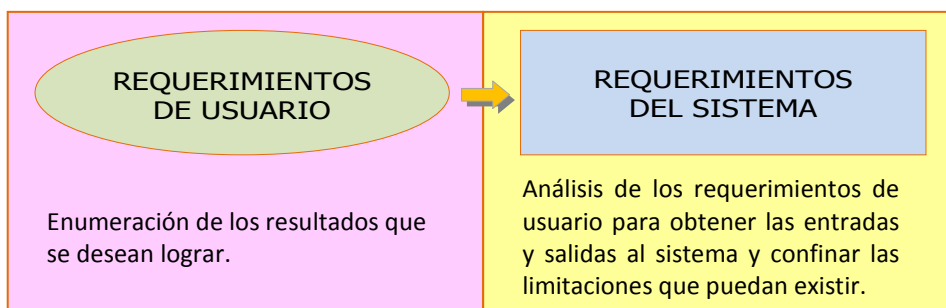 REQUERIMIENTOS
DE USUARIO
Enumeración de los resultados que
se desean lograr.
REQUERIMIENTOS
DEL SISTEMA
Análisis de los requerimientos de
usuario para obtener las entradas
y salidas al sistema y confinar las
limitaciones que puedan existir.